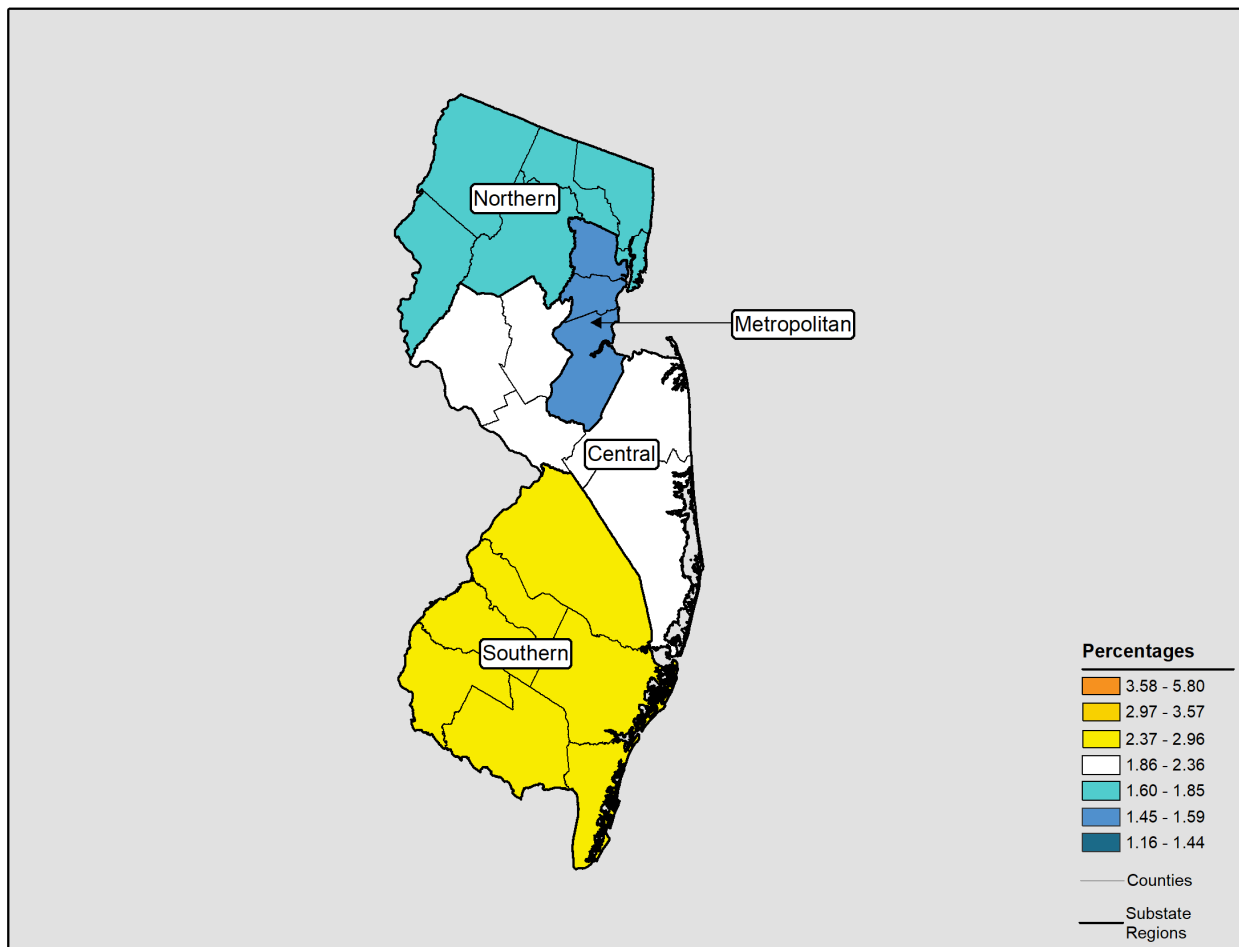 Northern
Metropolitan
Central
Southern
Percentages
3.58 - 5.80
2.97 - 3.57
2.37 - 2.96
1.86 - 2.36
1.60 - 1.85
1.45 - 1.59
1.16 - 1.44
Counties
Substate
Regions